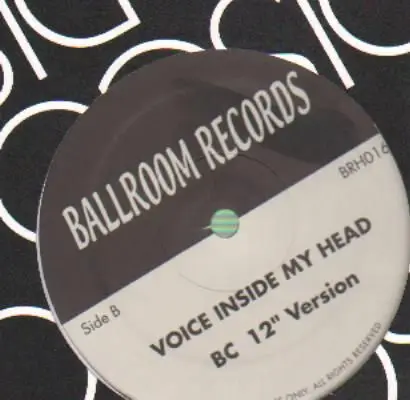 BALLROOM RECORDS
BRH016
Side B
VOICE INSIDE MY HEAD
BC 12" Version
ONLY. ALL RIGHTS RESERVED